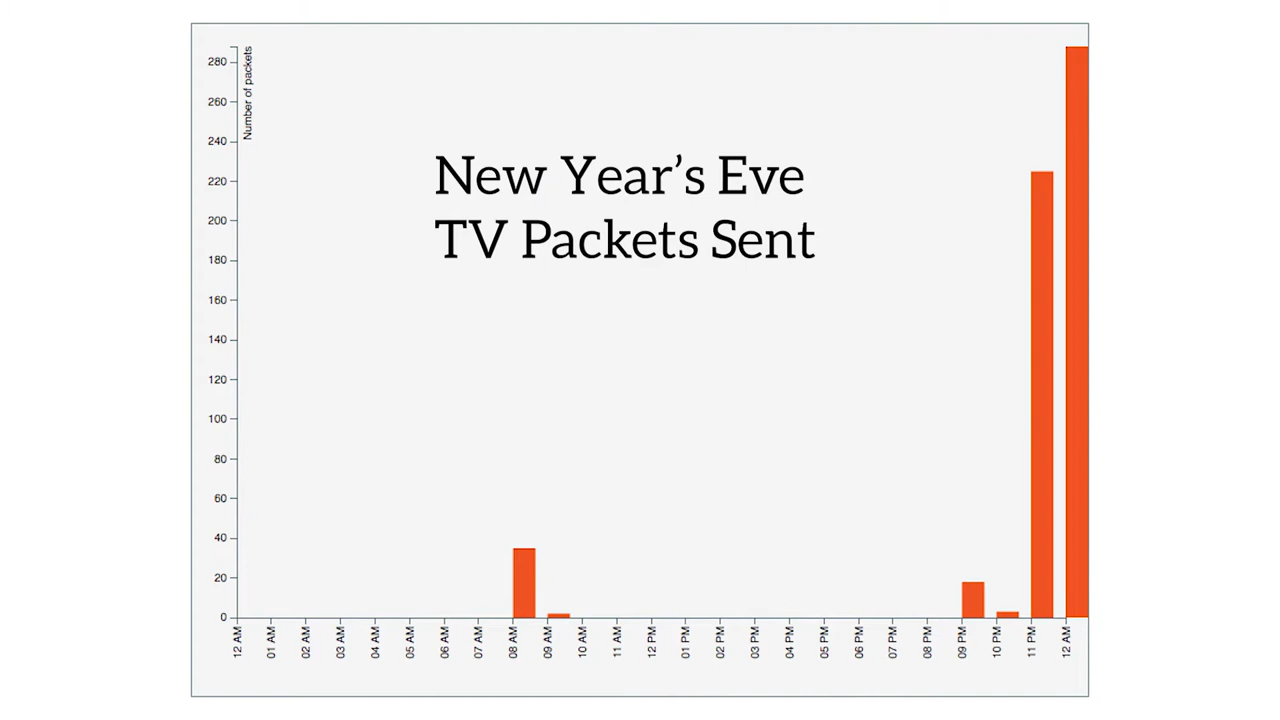 280
260
240
220
200
180
160
140
120
100
80
60
40
20
0
Number of packets
New Year’s Eve
TV Packets Sent
12 AM
01 AM
02 AM
03 AM
04 AM
05 AM
06 AM
07 AM
08 AM
09 AM
10 AM
11 AM
12 PM
01 PM
02 PM
03 PM
04 PM
05 PM
06 PM
07 PM
08 PM
09 PM
10 PM
11 PM
12 AM